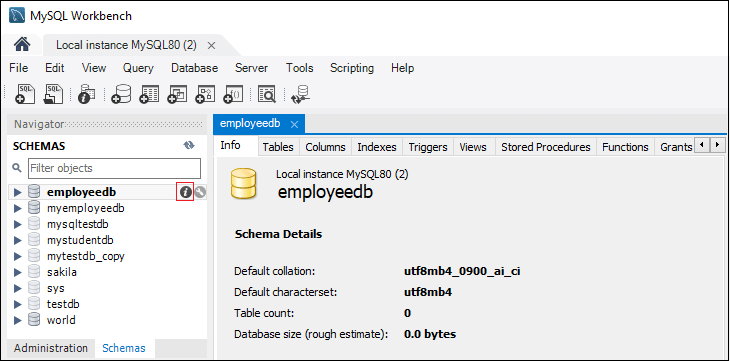 MySQL Workbench
Local instance MySQL80 (2)
File Edit View Query Database Server Tools Scripting Help
SQL SQL
Navigator
SCHEMAS
Filter objects
employeedb
myemployeedb
mysqltestdb
mystudentdb
mytestdb_copy
sakila
sys
testdb
world
Administration Schemas
employeedb
Info Tables Columns Indexes Triggers Views Stored Procedures Functions Grants
Local instance MySQL80 (2)
employeedb
Schema Details
Default collation: utf8mb4_0900_ai_ci
Default characterset: utf8mb4
Table count: 0
Database size (rough estimate): 0.0 bytes